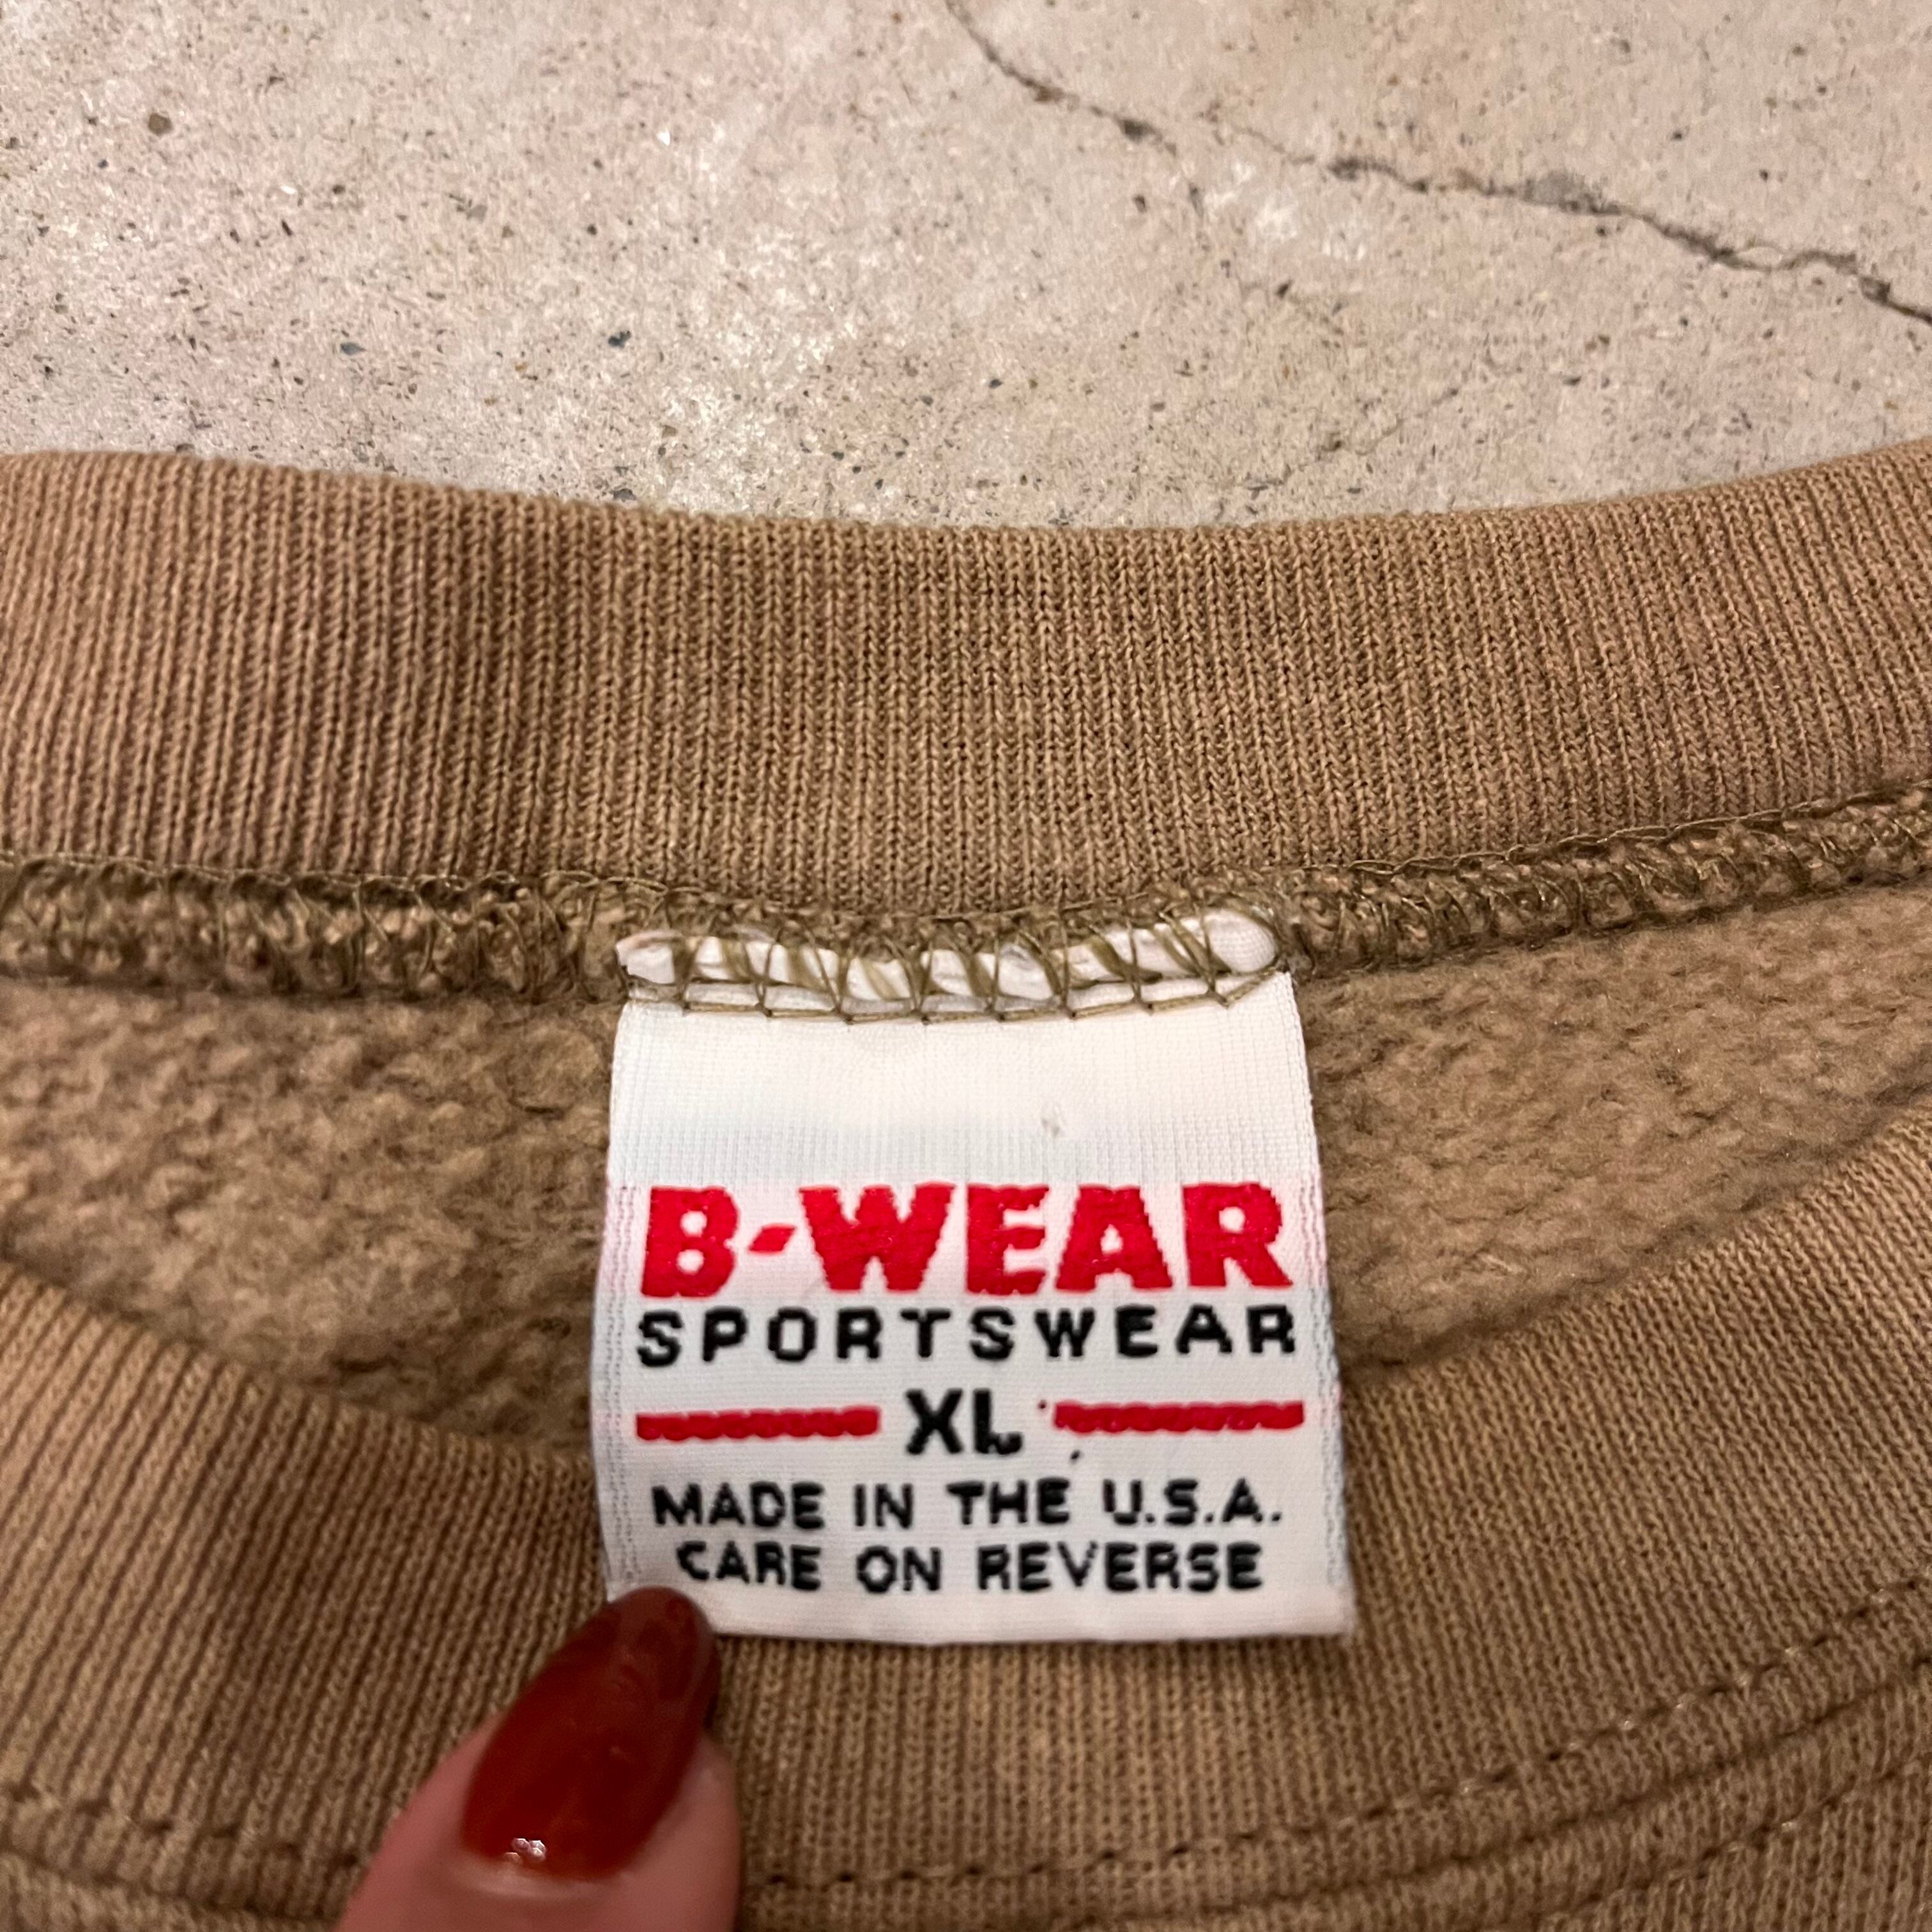 B-WEAR
SPORTSWEAR
XL
MADE IN THE U.S.A.
CARE ON REVERSE